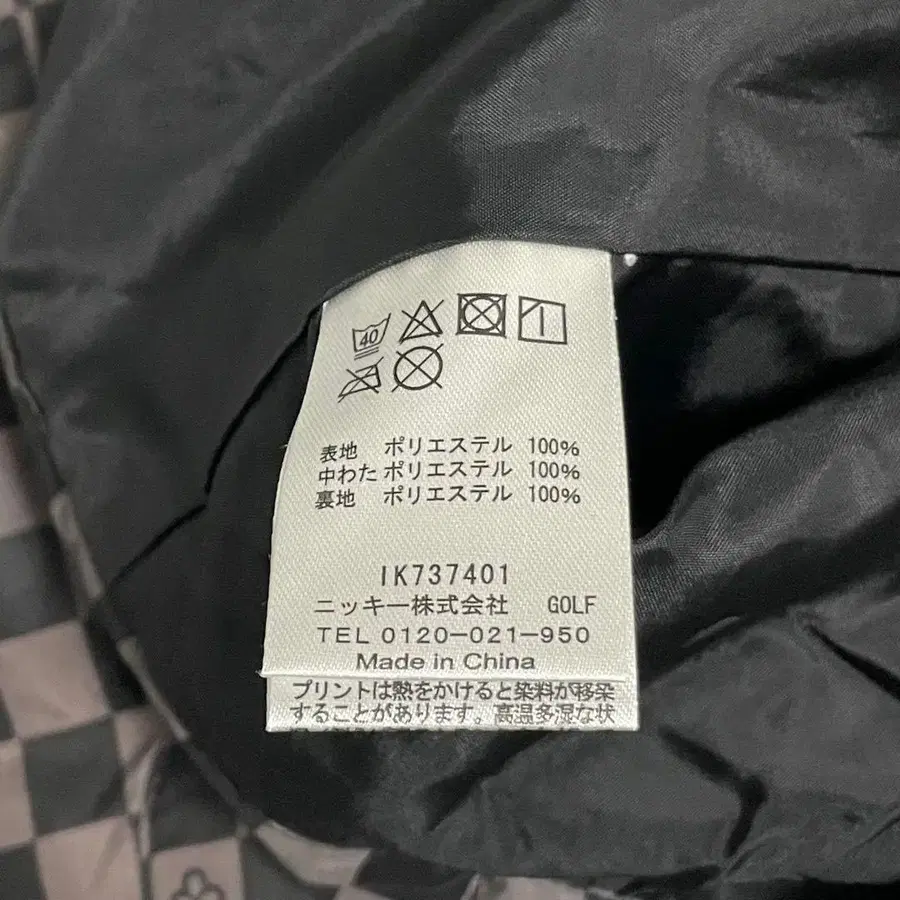 40
表地 ポリエステル 100%
中わた ポリエステル 100%
裏地 ポリエステル 100%
IK737401
ニッキー株式会社 GOLF
TEL 0120-021-950
Made in China
プリントは熱をかけると染料が移染
することがあります。高温多湿な状